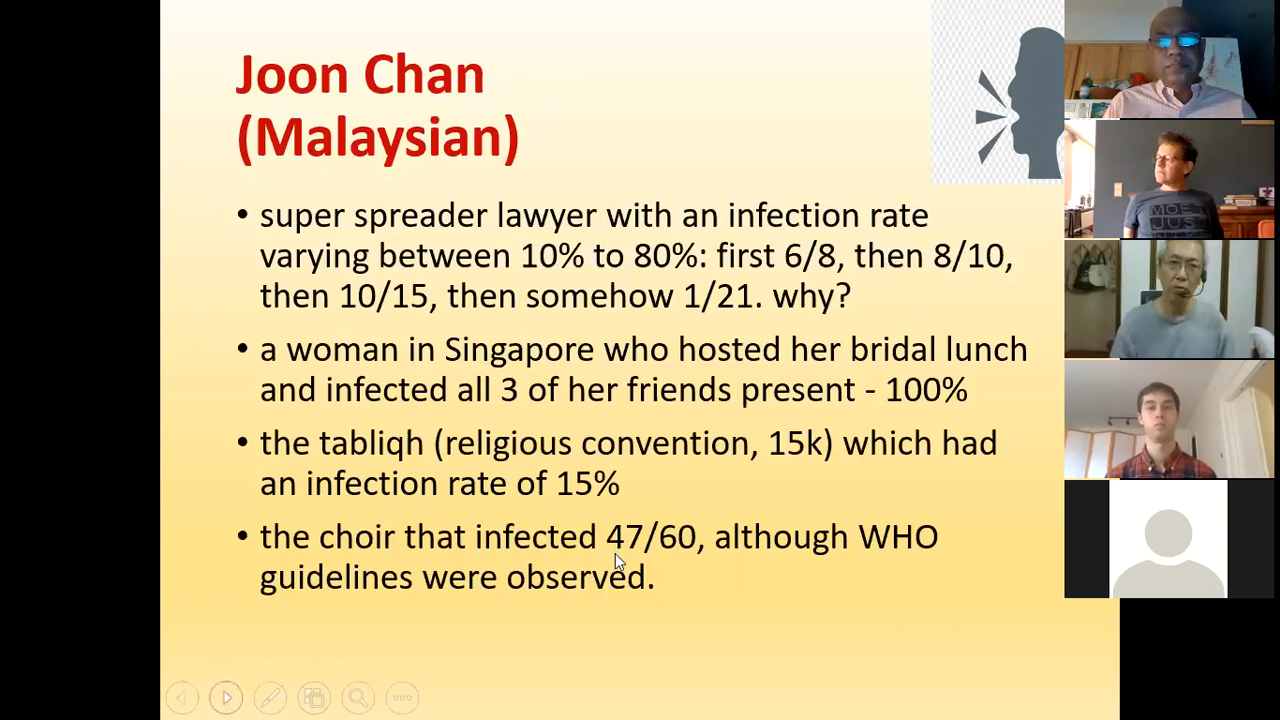 Joon Chan
(Malaysian)
• super spreader lawyer with an infection rate
varying between 10% to 80%: first 6/8, then 8/10,
then 10/15, then somehow 1/21. why?
• a woman in Singapore who hosted her bridal lunch
and infected all 3 of her friends present - 100%
• the tabliqh (religious convention, 15k) which had
an infection rate of 15%
• the choir that infected 47/60, although WHO
guidelines were observed.
JUST